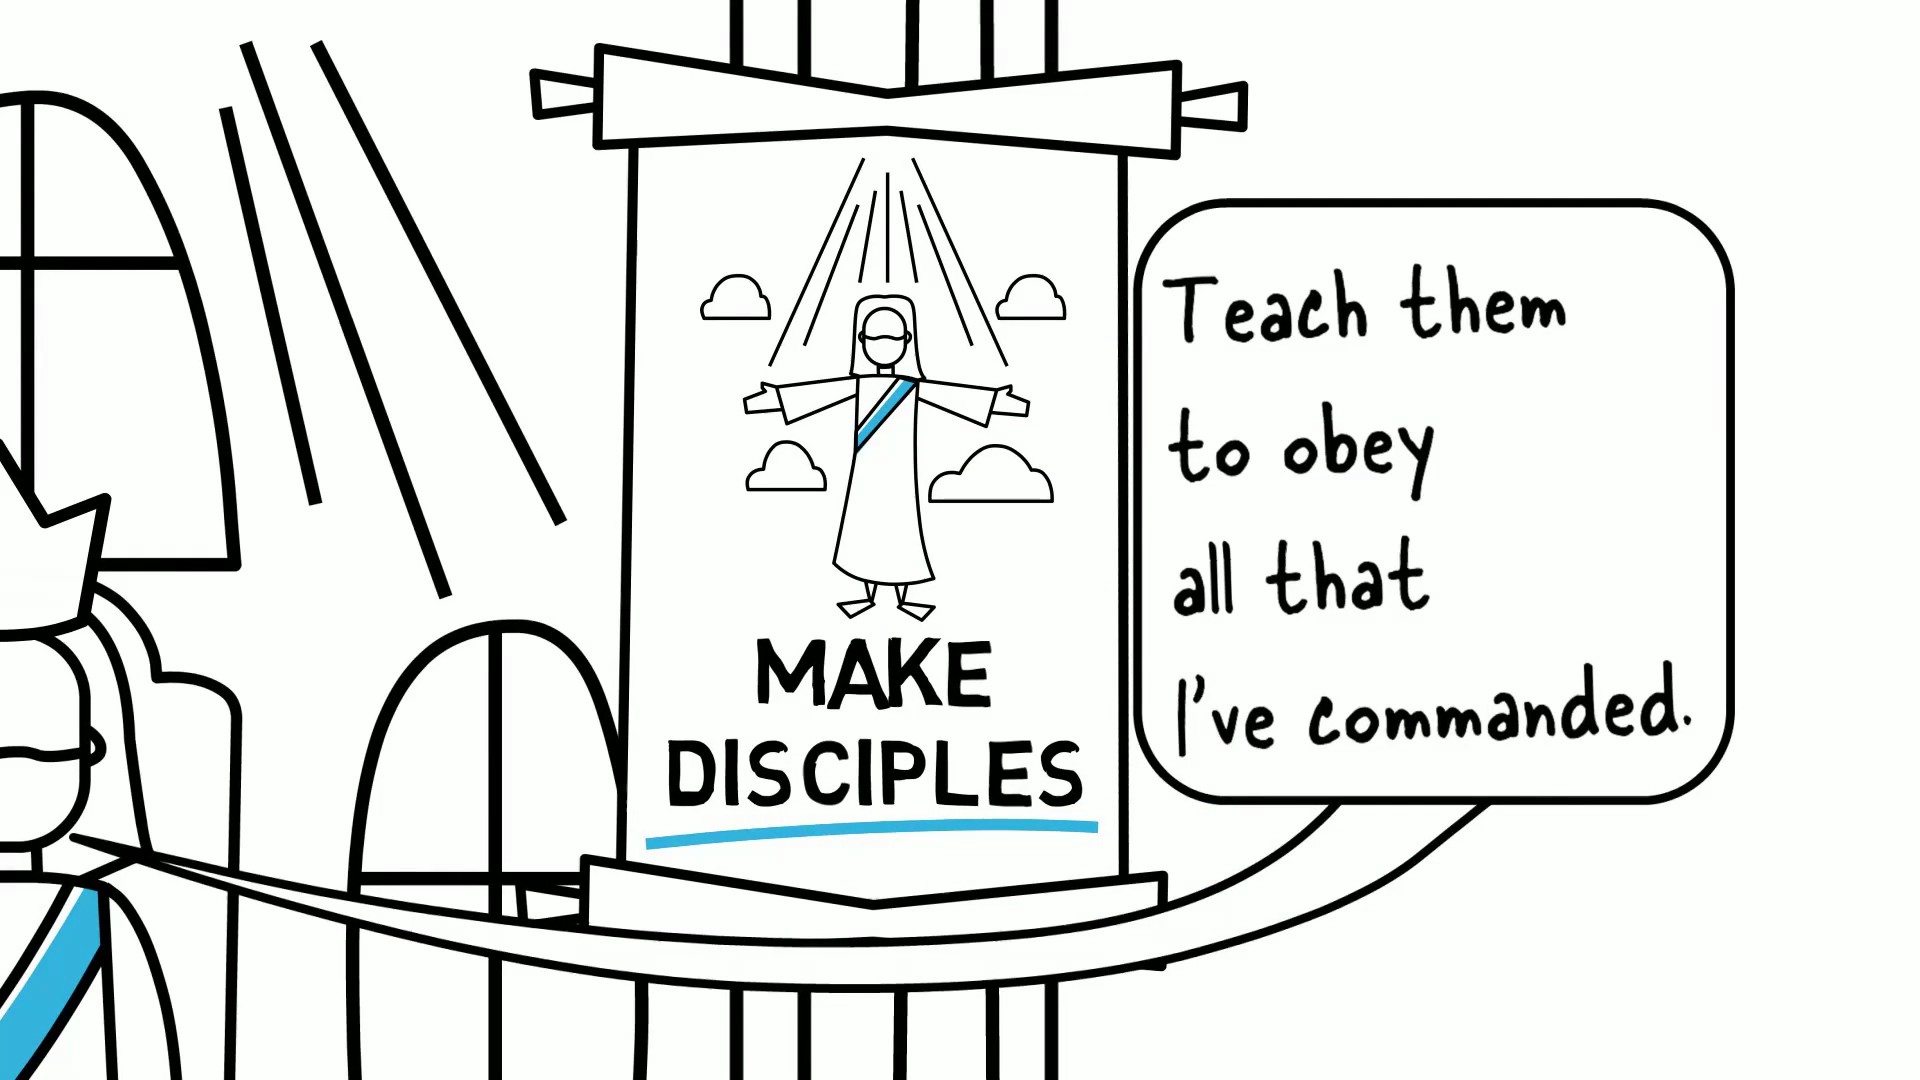 MAKE
DISCIPLES
Teach them
to obey
all that
I've commanded.